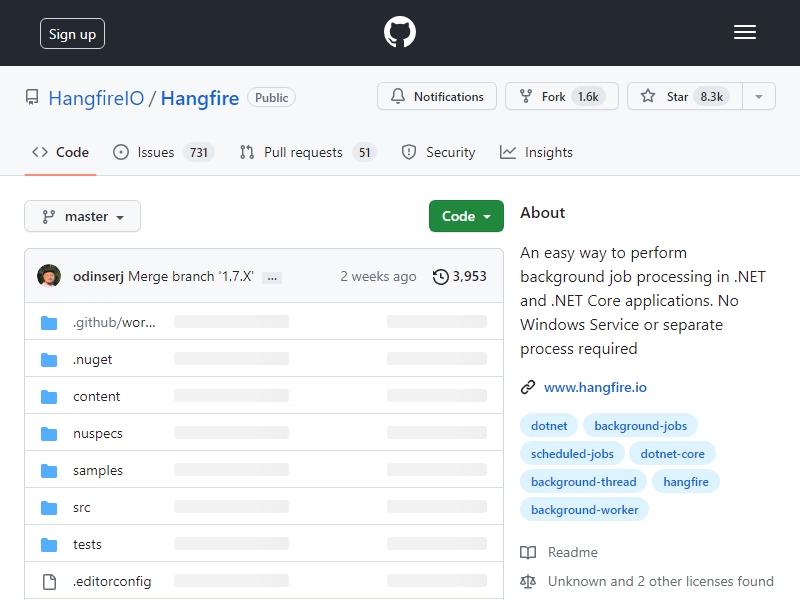 Sign up
HangfireIO / Hangfire Public
Notifications Fork 1.6k Star 8.3k
Code Issues 731 Pull requests 51 Security Insights
master Code
odinserj Merge branch '1.7.X' ... 2 weeks ago 3,953
.github/wor...
.nuget
content
nuspecs
samples
src
tests
.editorconfig
About
An easy way to perform
background job processing in .NET
and .NET Core applications. No
Windows Service or separate
process required
www.hangfire.io
dotnet background-jobs
scheduled-jobs dotnet-core
background-thread hangfire
background-worker
Readme
Unknown and 2 other licenses found